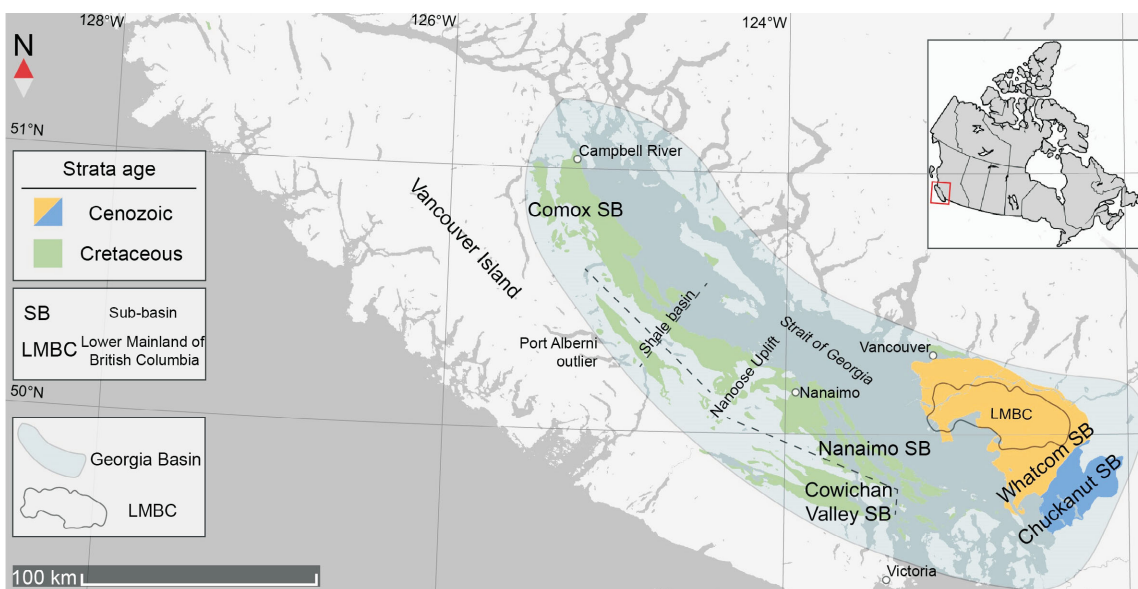 128°W
126°W
124°W
N
51°N
Strata age
Cenozoic
Cretaceous
SB
Sub-basin
LMBC
Lower Mainland of
British Columbia
50°N
Georgia Basin
LMBC
100 km
Campbell River
Comox SB
Vancouver Island
Shale basin
Port Alberni
outlier
Nanoose Uplift
Strait of Georgia
Vancouver
Nanaimo
LMBC
Nanaimo SB
Whatcom SB
Cowichan
Valley SB
Chuckanut SB
Victoria